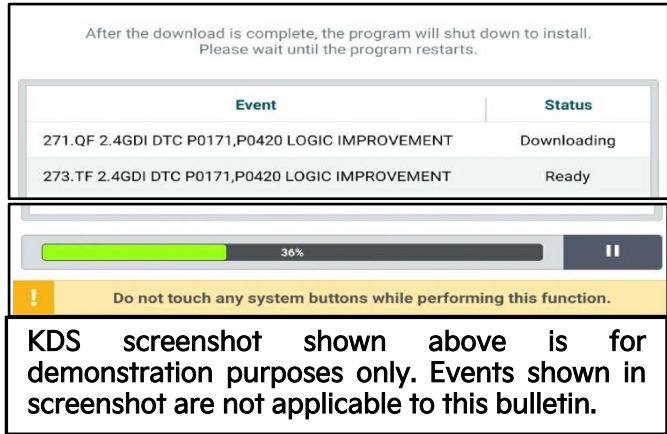 After the download is complete, the program will shut down to install.
Please wait until the program restarts.
Event Status
271.QF 2.4GDI DTC P0171,P0420 LOGIC IMPROVEMENT Downloading
273.TF 2.4GDI DTC P0171,P0420 LOGIC IMPROVEMENT Ready
36%
! Do not touch any system buttons while performing this function.
KDS screenshot shown above is for
demonstration purposes only. Events shown in
screenshot are not applicable to this bulletin.